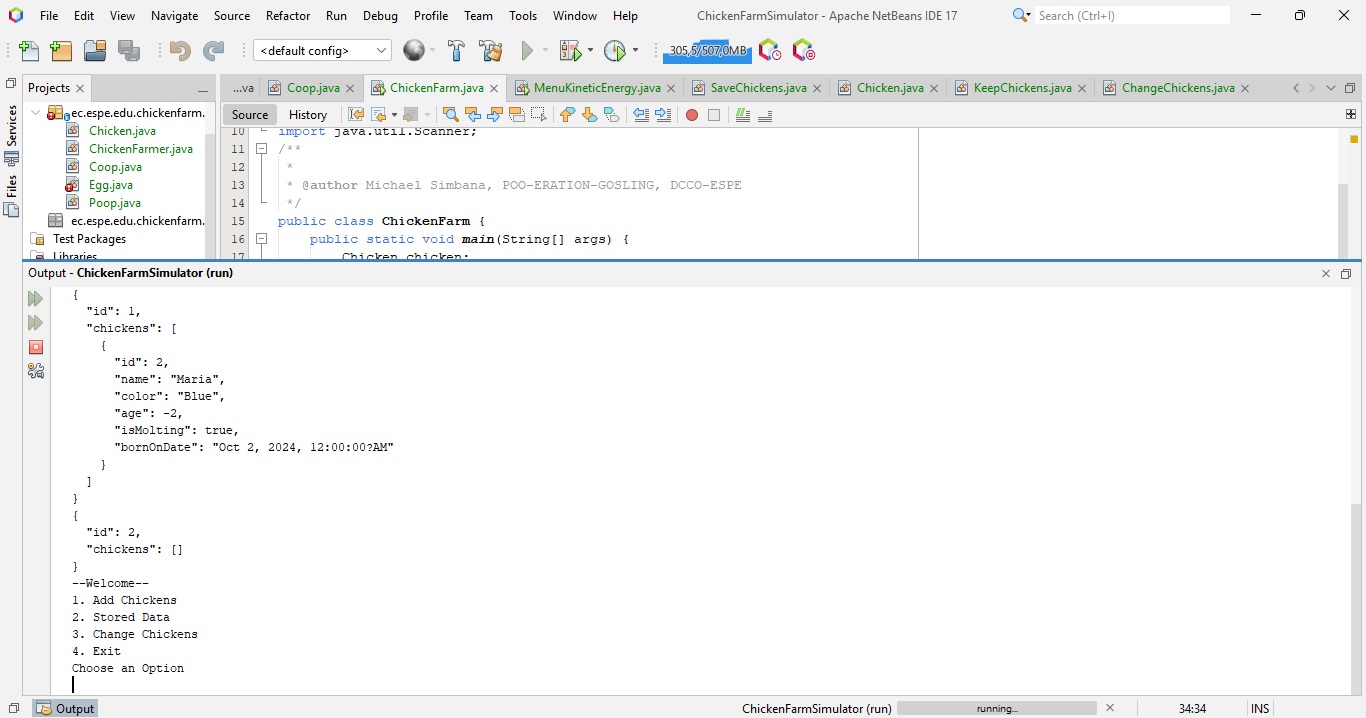 File Edit View Navigate Source Refactor Run Debug Profile Team Tools Window Help ChickenFarmSimulator - Apache NetBeans IDE 17 Search (Ctrl+I)
<default config> 305,5/507,0MB
Projects ...va Coop.java ChickenFarm.java MenuKineticEnergy.java SaveChickens.java Chicken.java KeepChickens.java ChangeChickens.java
Services
Files
ec.espe.edu.chickenfarm.
Chicken.java
ChickenFarmer.java
Coop.java
Egg.java
Poop.java
ec.espe.edu.chickenfarm.
Test Packages
Libraries
Source History
10 import java.util.Scanner;
11 /**
12 *
13 * @author Michael Simbana, POO-ERATION-GOSLING, DCCO-ESPE
14 */
15 public class ChickenFarm {
16 public static void main(String[] args) {
17 Chicken chicken;
Output - ChickenFarmSimulator (run)
{
"id": 1,
"chickens": [
{
"id": 2,
"name": "Maria",
"color": "Blue",
"age": -2,
"isMolting": true,
"bornOnDate": "Oct 2, 2024, 12:00:00?AM"
}
]
}
{
"id": 2,
"chickens": []
}
--Welcome--
1. Add Chickens
2. Stored Data
3. Change Chickens
4. Exit
Choose an Option
Output ChickenFarmSimulator (run) running... 34:34 INS